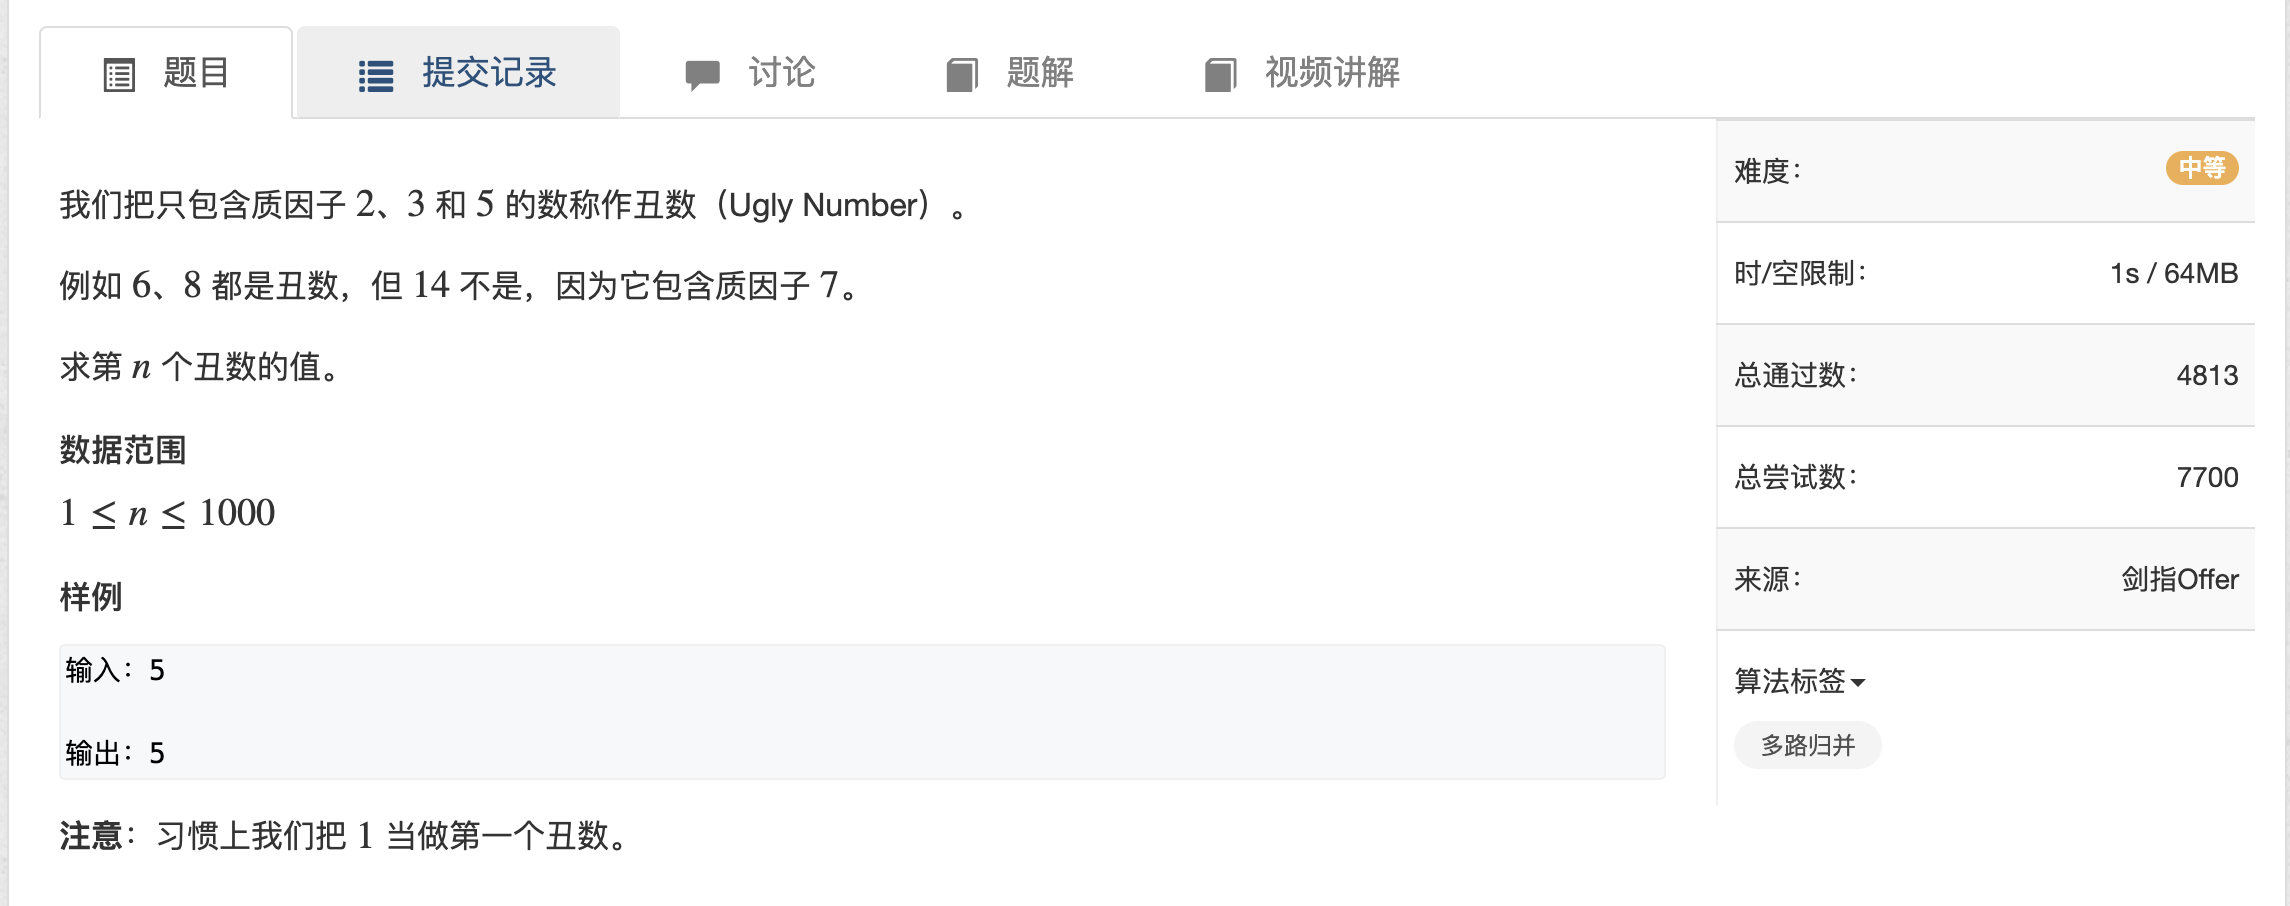 题目 提交记录 讨论 题解 视频讲解
我们把只包含质因子 2、3 和 5 的数称作丑数（Ugly Number）。
例如 6、8 都是丑数，但 14 不是，因为它包含质因子 7。
求第 n 个丑数的值。
数据范围
1 ≤ n ≤ 1000
样例
输入：5
输出：5
注意：习惯上我们把 1 当做第一个丑数。
难度： 中等
时/空限制： 1s / 64MB
总通过数： 4813
总尝试数： 7700
来源： 剑指Offer
算法标签
多路归并